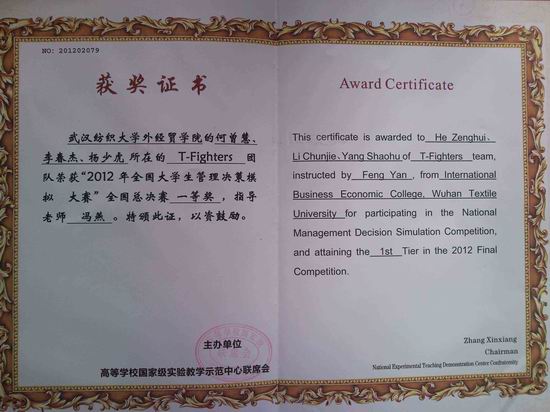 NO: 201202079
获奖证书
武汉纺织大学外经贸学院的何曾慧、
李春杰、杨少虎所在的 T-Fighters 团
队荣获“2012年全国大学生管理决策模
拟 大赛”全国总决赛 一等奖，指导
老师 冯燕。特颁此证，以资鼓励。
主办单位
高等学校国家级实验教学示范中心联席会
Award Certificate
This certificate is awarded to He Zenghui、
Li Chunjie、Yang Shaohu of T-Fighters team,
instructed by Feng Yan , from International
Business Economic College, Wuhan Textile
University for participating in the National
Management Decision Simulation Competition,
and attaining the 1st Tier in the 2012 Final
Competition.
Zhang Xinxiang
Chairman
National Experimental Teaching Demonstration Center Confraternity